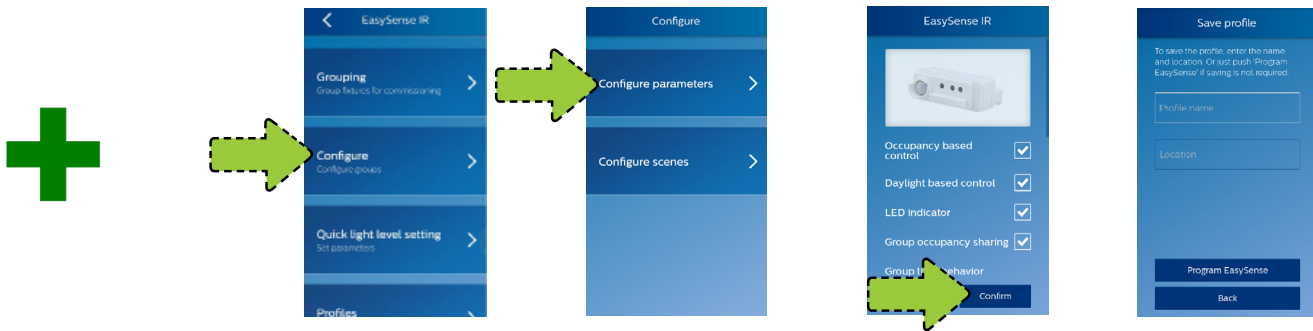 EasySense IR
Grouping
Group fixtures for commissioning
Configure
Configure groups
Quick light level setting
Set parameters
Profiles
Configure
Configure parameters
Configure scenes
EasySense IR
Occupancy based
control
Daylight based control
LED indicator
Group occupancy sharing
Group behavior
Confirm
Save profile
To save the profile, enter the name
and location. Or just push 'Program
EasySense' if saving is not required.
Profile name
Location
Program EasySense
Back